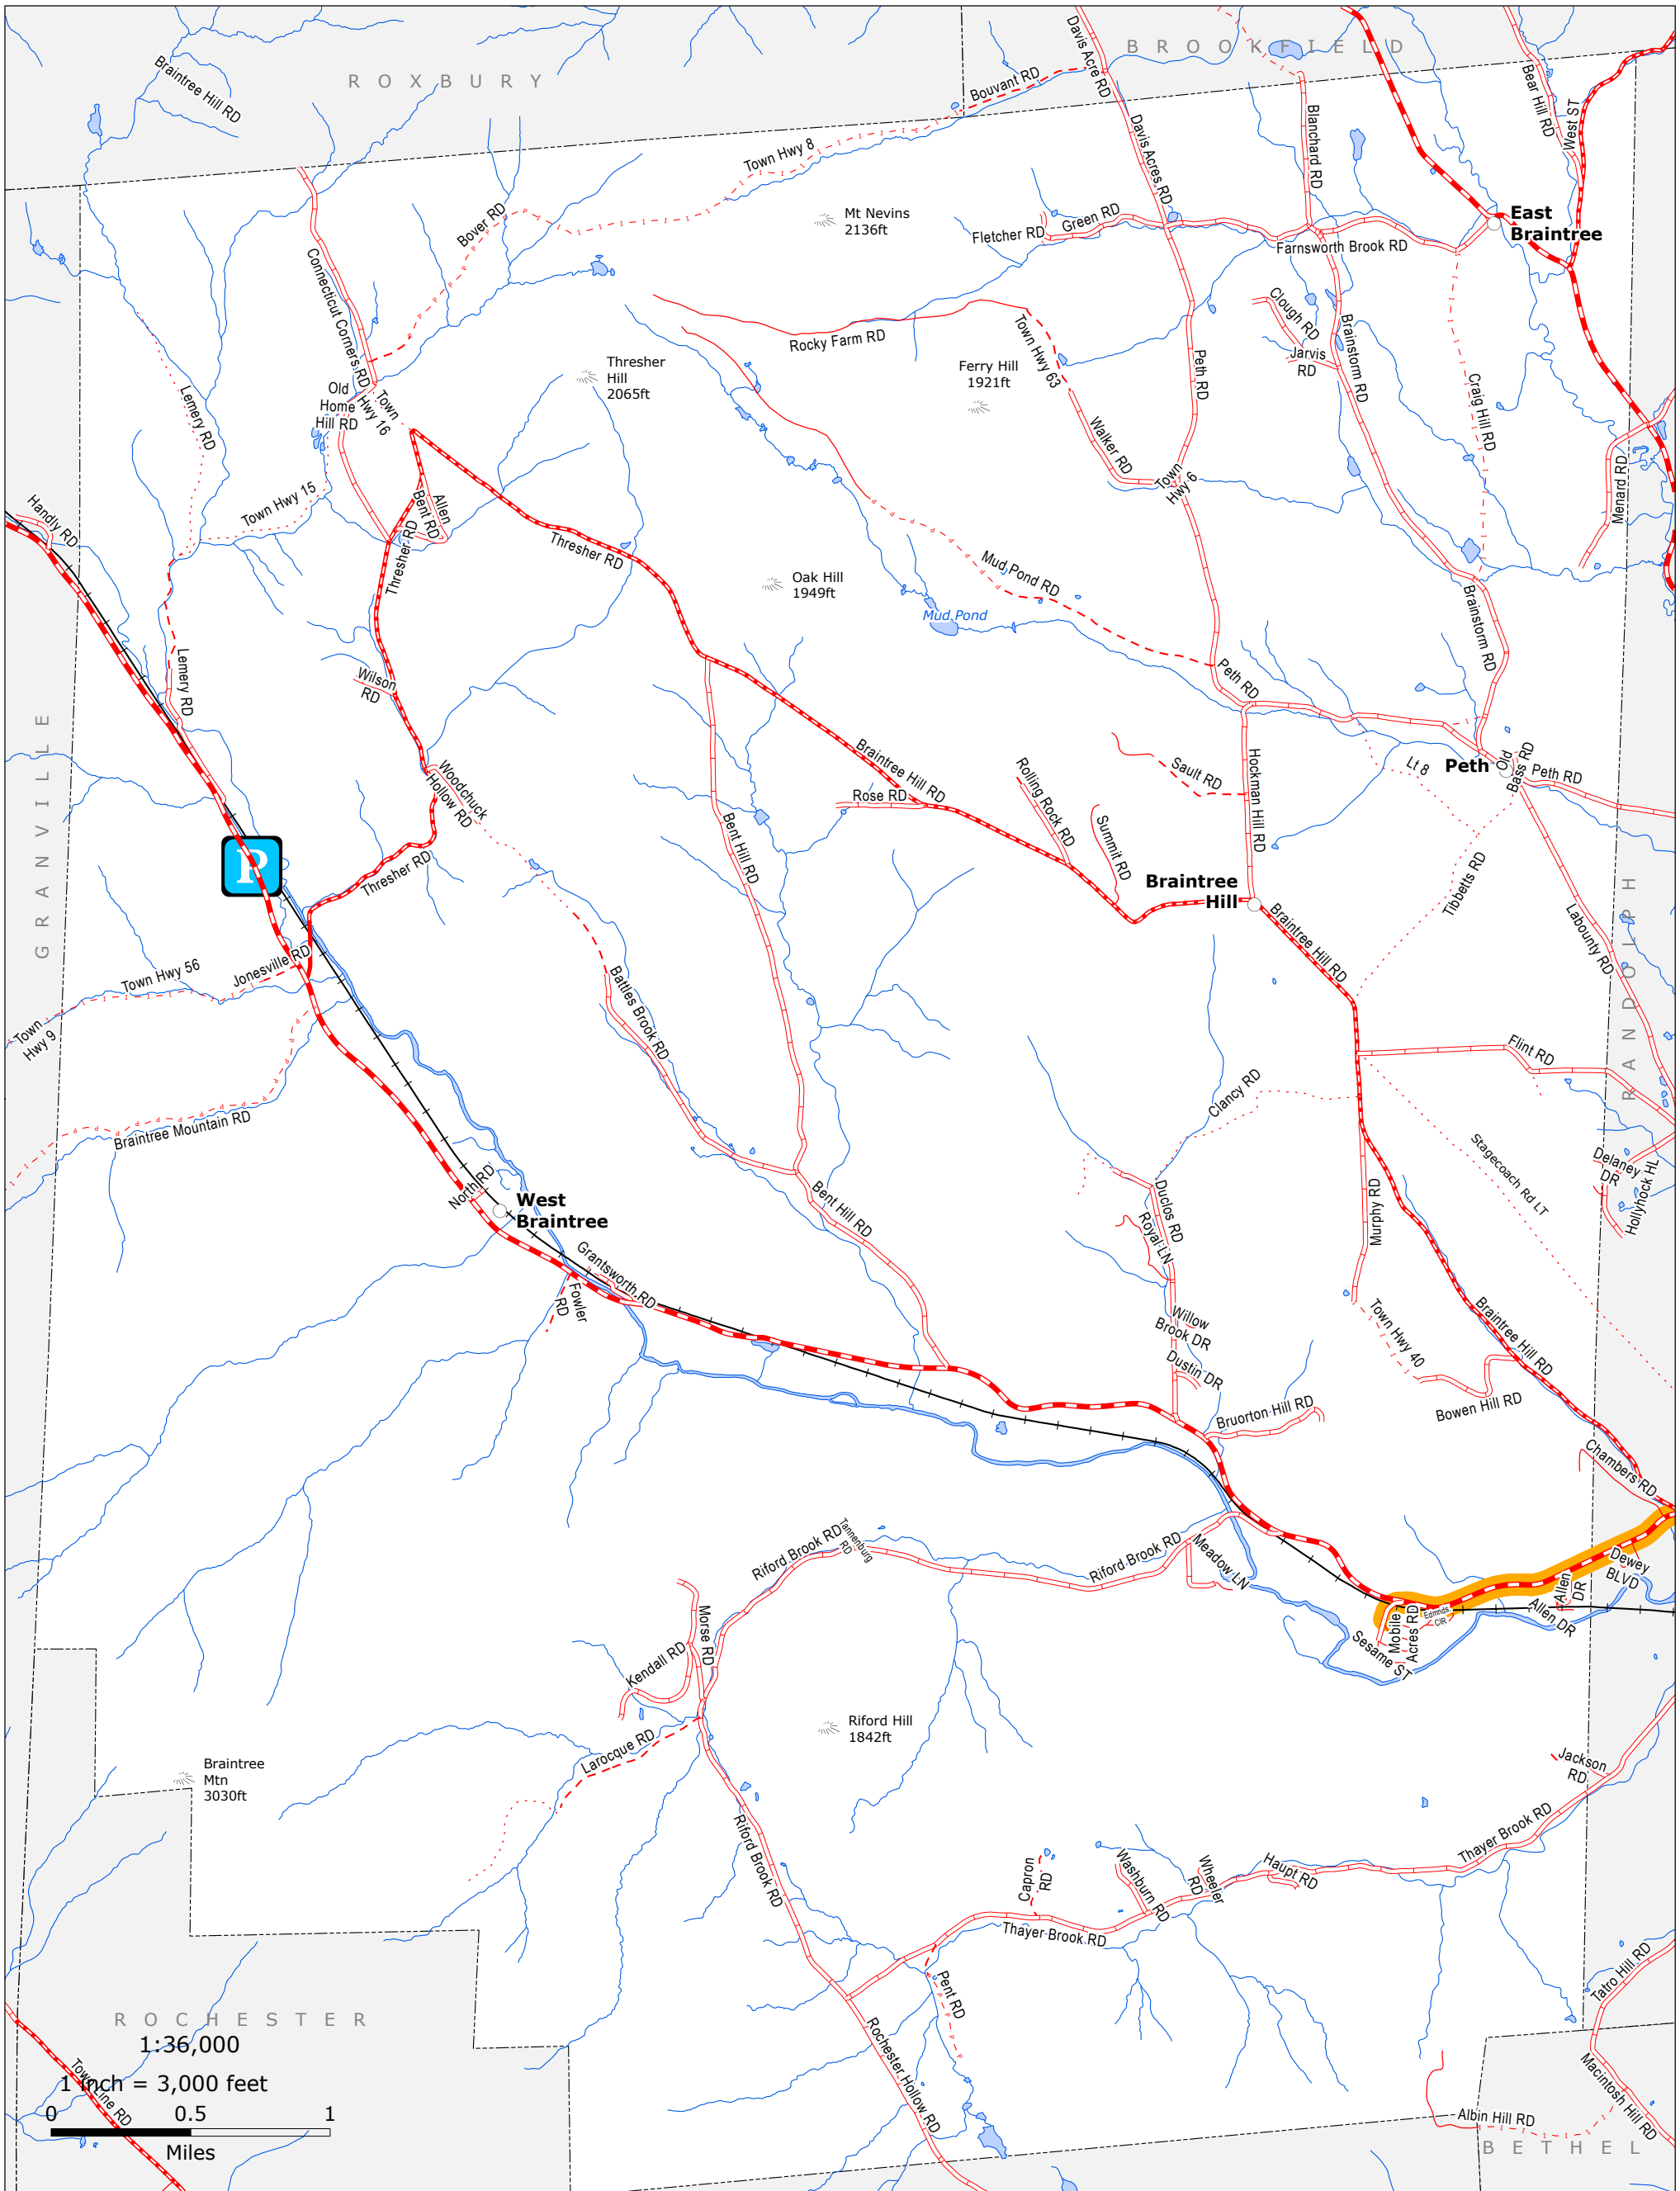 BROOKFIELD
ROXBURY
Braintree Hill RD
Davis Acre RD
Bouvant RD
Bear Hill RD
West ST
Blanchard RD
Davis Acres RD
Town Hwy 8
Mt Nevins
2136ft
Bover RD
Green RD
Fletcher RD
Farnsworth Brook RD
East
Braintree
Connecticut Corners RD
Clough RD
Jarvis
RD
Brainstorm RD
Rocky Farm RD
Town Hwy 63
Ferry Hill
1921ft
Peth RD
Thresher
Hill
2065ft
Old
Home
Hill RD
Town
Hwy 16
Lemery RD
Craig Hill RD
Walker RD
Town
Hwy 6
Menard RD
Town Hwy 15
Allen
Bent RD
Handly RD
Thresher RD
Thresher RD
Oak Hill
1949ft
Mud Pond RD
Mud Pond
Brainstorm RD
Lemery RD
Wilson
RD
Peth RD
GRANVILLE
Woodchuck
Hollow RD
Braintree Hill RD
Rose RD
Rolling Rock RD
Sault RD
Hockman Hill RD
Lt 8
Peth
Old
Bass RD
Peth RD
Summit RD
Bent Hill RD
P
Thresher RD
Braintree
Hill
Tibbetts RD
Braintree Hill RD
Labounty RD
RANDOLPH
Jonesville RD
Town Hwy 56
Town
Hwy 9
Battles Brook RD
Flint RD
Clancy RD
Braintree Mountain RD
Stagecoach Rd LT
Delaney
DR
Hollyhock HL
North RD
West
Braintree
Bent Hill RD
Duclos RD
Royal LN
Murphy RD
Grantsworth RD
Fowler
RD
Willow
Brook DR
Dustin DR
Town Hwy 40
Braintree Hill RD
Bowen Hill RD
Bruorton Hill RD
Chambers RD
Riford Brook RD
Tannenburg
RD
Riford Brook RD
Meadow LN
Dewey
BLVD
Allen
DR
Allen DR
Edmnds
CIR
Mobile
Acres RD
Sesame ST
Morse RD
Kendall RD
Larocque RD
Riford Hill
1842ft
Braintree
Mtn
3030ft
Jackson
RD
Riford Brook RD
Thayer Brook RD
Capron
RD
Washburn RD
Wheeler
RD
Haupt RD
Thayer Brook RD
Pent RD
Tatro Hill RD
ROCHESTER
1:36,000
1 inch = 3,000 feet
Town Line RD
0 0.5 1
Miles
Rochester Hollow RD
Macintosh Hill RD
Albin Hill RD
BETHEL